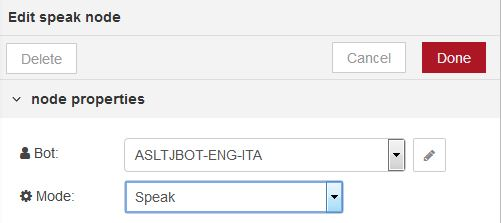 Edit speak node
Delete Cancel Done
node properties
Bot: ASLTJBOT-ENG-ITA
Mode: Speak